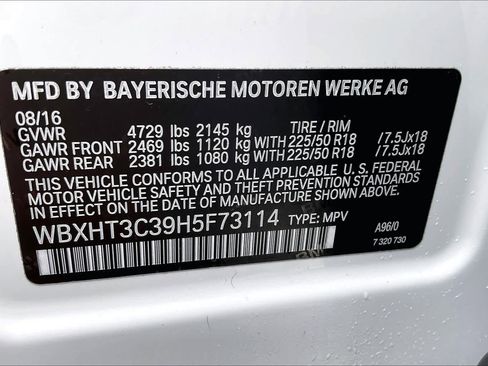 MFD BY BAYERISCHE MOTOREN WERKE AG
08/16
GVWR 4729 lbs 2145 kg TIRE / RIM
GAWR FRONT 2469 lbs 1120 kg WITH 225/50 R18 /7.5Jx18
GAWR REAR 2381 lbs 1080 kg WITH 225/50 R18 /7.5Jx18
THIS VEHICLE CONFORMS TO ALL APPLICABLE U. S. FEDERAL
MOTOR VEHICLE SAFETY AND THEFT PREVENTION STANDARDS
IN EFFECT ON THE DATE OF MANUFACTURE SHOWN ABOVE.
WBXHT3C39H5F73114 TYPE: MPV
A96/0
7 320 730